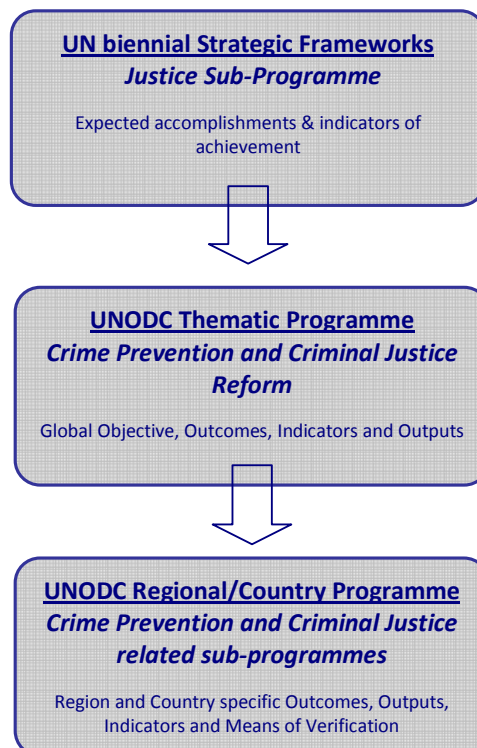 UN biennial Strategic Frameworks
Justice Sub-Programme
Expected accomplishments & indicators of
achievement
UNODC Thematic Programme
Crime Prevention and Criminal Justice
Reform
Global Objective, Outcomes, Indicators and Outputs
UNODC Regional/Country Programme
Crime Prevention and Criminal Justice
related sub-programmes
Region and Country specific Outcomes, Outputs,
Indicators and Means of Verification